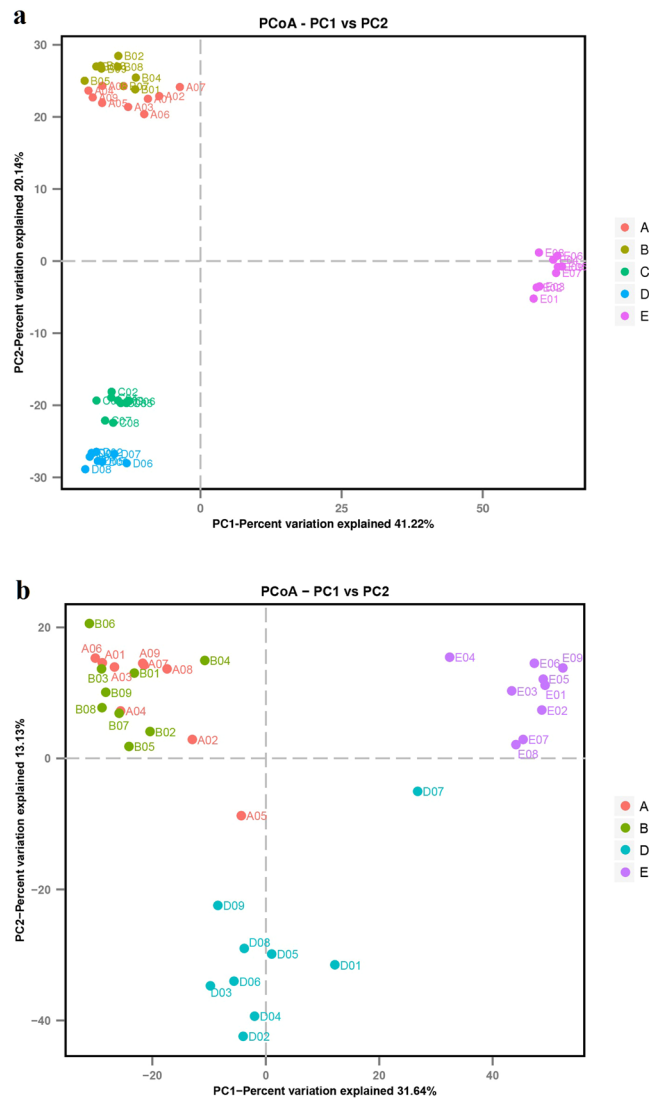 a
PCoA - PC1 vs PC2
30
20
10
0
-10
-20
-30
PC2-Percent variation explained 20.14%
B02
B08
B04
B05
B01
A07
A02
A01
A03
A05
A06
E06
E07
E01
C02
C07
C08
D07
D06
D08
0
25
50
PC1-Percent variation explained 41.22%
A
B
C
D
E
b
PCoA − PC1 vs PC2
20
0
−20
−40
PC2−Percent variation explained 13.13%
B06
A06
A01
A09
B04
B03
A03
A07
B01
A08
B09
B08
A04
B07
B02
B05
A02
A05
E04
E06
E09
E05
E03
E01
E02
E07
E08
D07
D09
D08
D05
D01
D06
D03
D04
D02
−20
0
20
40
PC1−Percent variation explained 31.64%
A
B
D
E